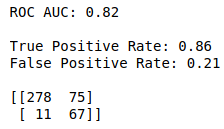 ROC AUC: 0.82
True Positive Rate: 0.86
False Positive Rate: 0.21
[[278 75]
[ 11 67]]